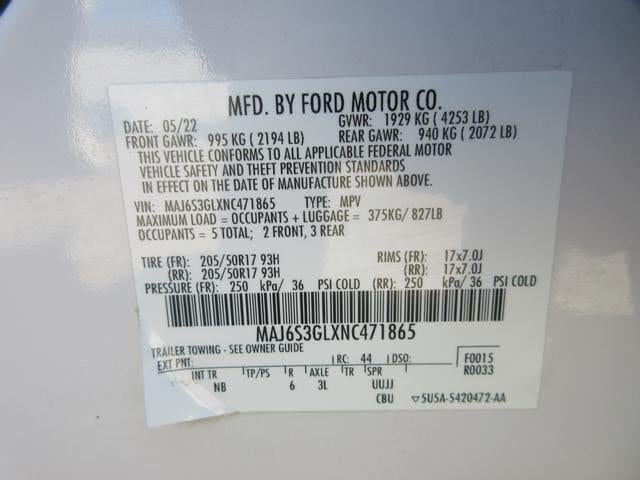 MFD. BY FORD MOTOR CO.
DATE: 05/22 GVWR: 1929 KG (4253 LB)
FRONT GAWR: 995 KG (2194 LB) REAR GAWR: 940 KG (2072 LB)
THIS VEHICLE CONFORMS TO ALL APPLICABLE FEDERAL MOTOR
VEHICLE SAFETY AND THEFT PREVENTION STANDARDS
IN EFFECT ON THE DATE OF MANUFACTURE SHOWN ABOVE.
VIN: MAJ6S3GLXNC471865 TYPE: MPV
MAXIMUM LOAD = OCCUPANTS + LUGGAGE = 375KG/ 827LB
OCCUPANTS = 5 TOTAL; 2 FRONT, 3 REAR
TIRE (FR): 205/50R17 93H RIMS (FR): 17x7.0J
(RR): 205/50R17 93H (RR): 17x7.0J
PRESSURE (FR): 250 kPa/ 36 PSI COLD (RR): 250 kPa/ 36 PSI COLD
MAJ6S3GLXNC471865
TRAILER TOWING - SEE OWNER GUIDE
EXT PNT: RC: 44 DSO: F0015
R0033
INT TR TP/PS R AXLE TR SPR
NB 6 3L UUJJ
CBU ▽5U5A-5420472-AA